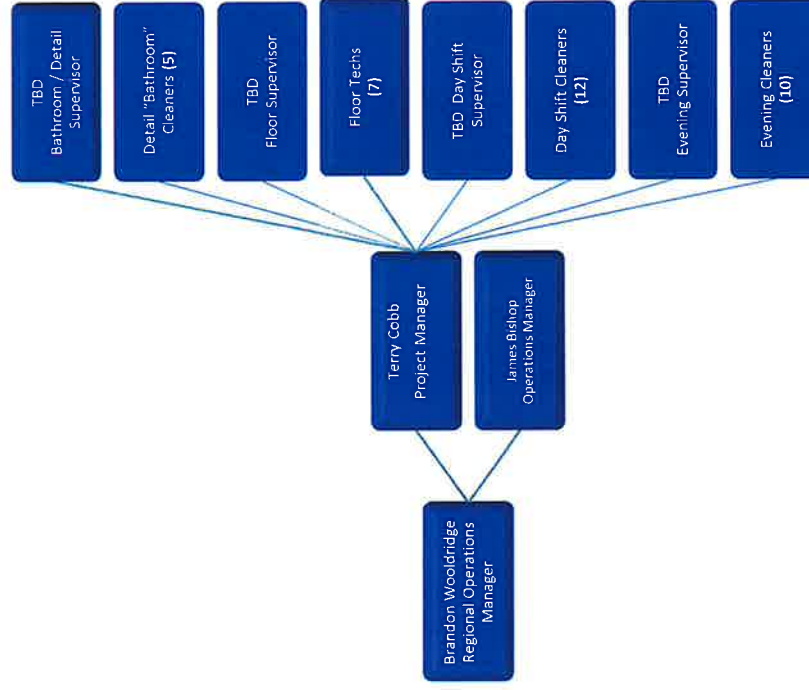 Brandon Wooldridge
Regional Operations
Manager
Terry Cobb
Project Manager
James Bishop
Operations Manager
TBD
Bathroom / Detail
Supervisor
Detail "Bathroom"
Cleaners (5)
TBD
Floor Supervisor
Floor Techs
(7)
TBD Day Shift
Supervisor
Day Shift Cleaners
(12)
TBD
Evening Supervisor
Evening Cleaners
(10)